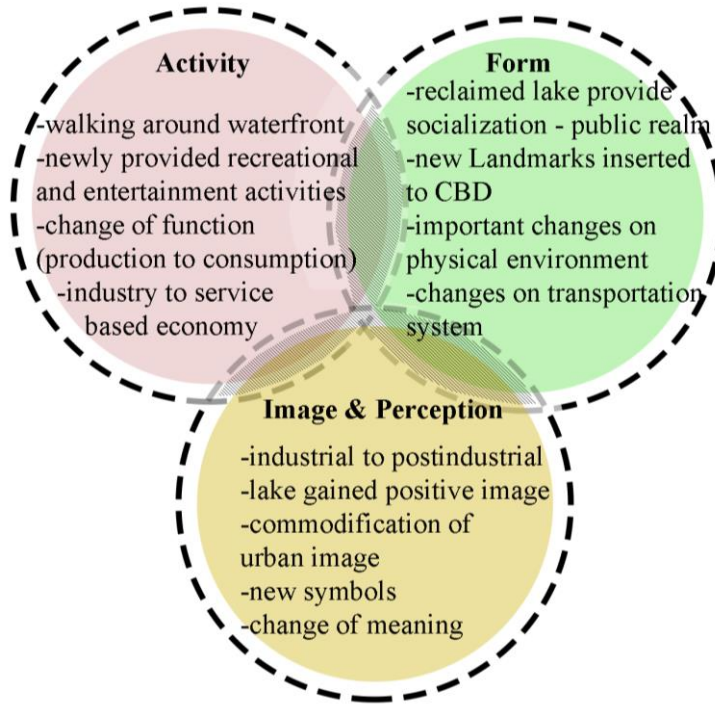 Activity
-walking around waterfront
-newly provided recreational
and entertainment activities
-change of function
(production to consumption)
-industry to service
based economy
Form
-reclaimed lake provide
socialization - public realm
-new Landmarks inserted
to CBD
-important changes on
physical environment
-changes on transportation
system
Image & Perception
-industrial to postindustrial
-lake gained positive image
-commodification of
urban image
-new symbols
-change of meaning